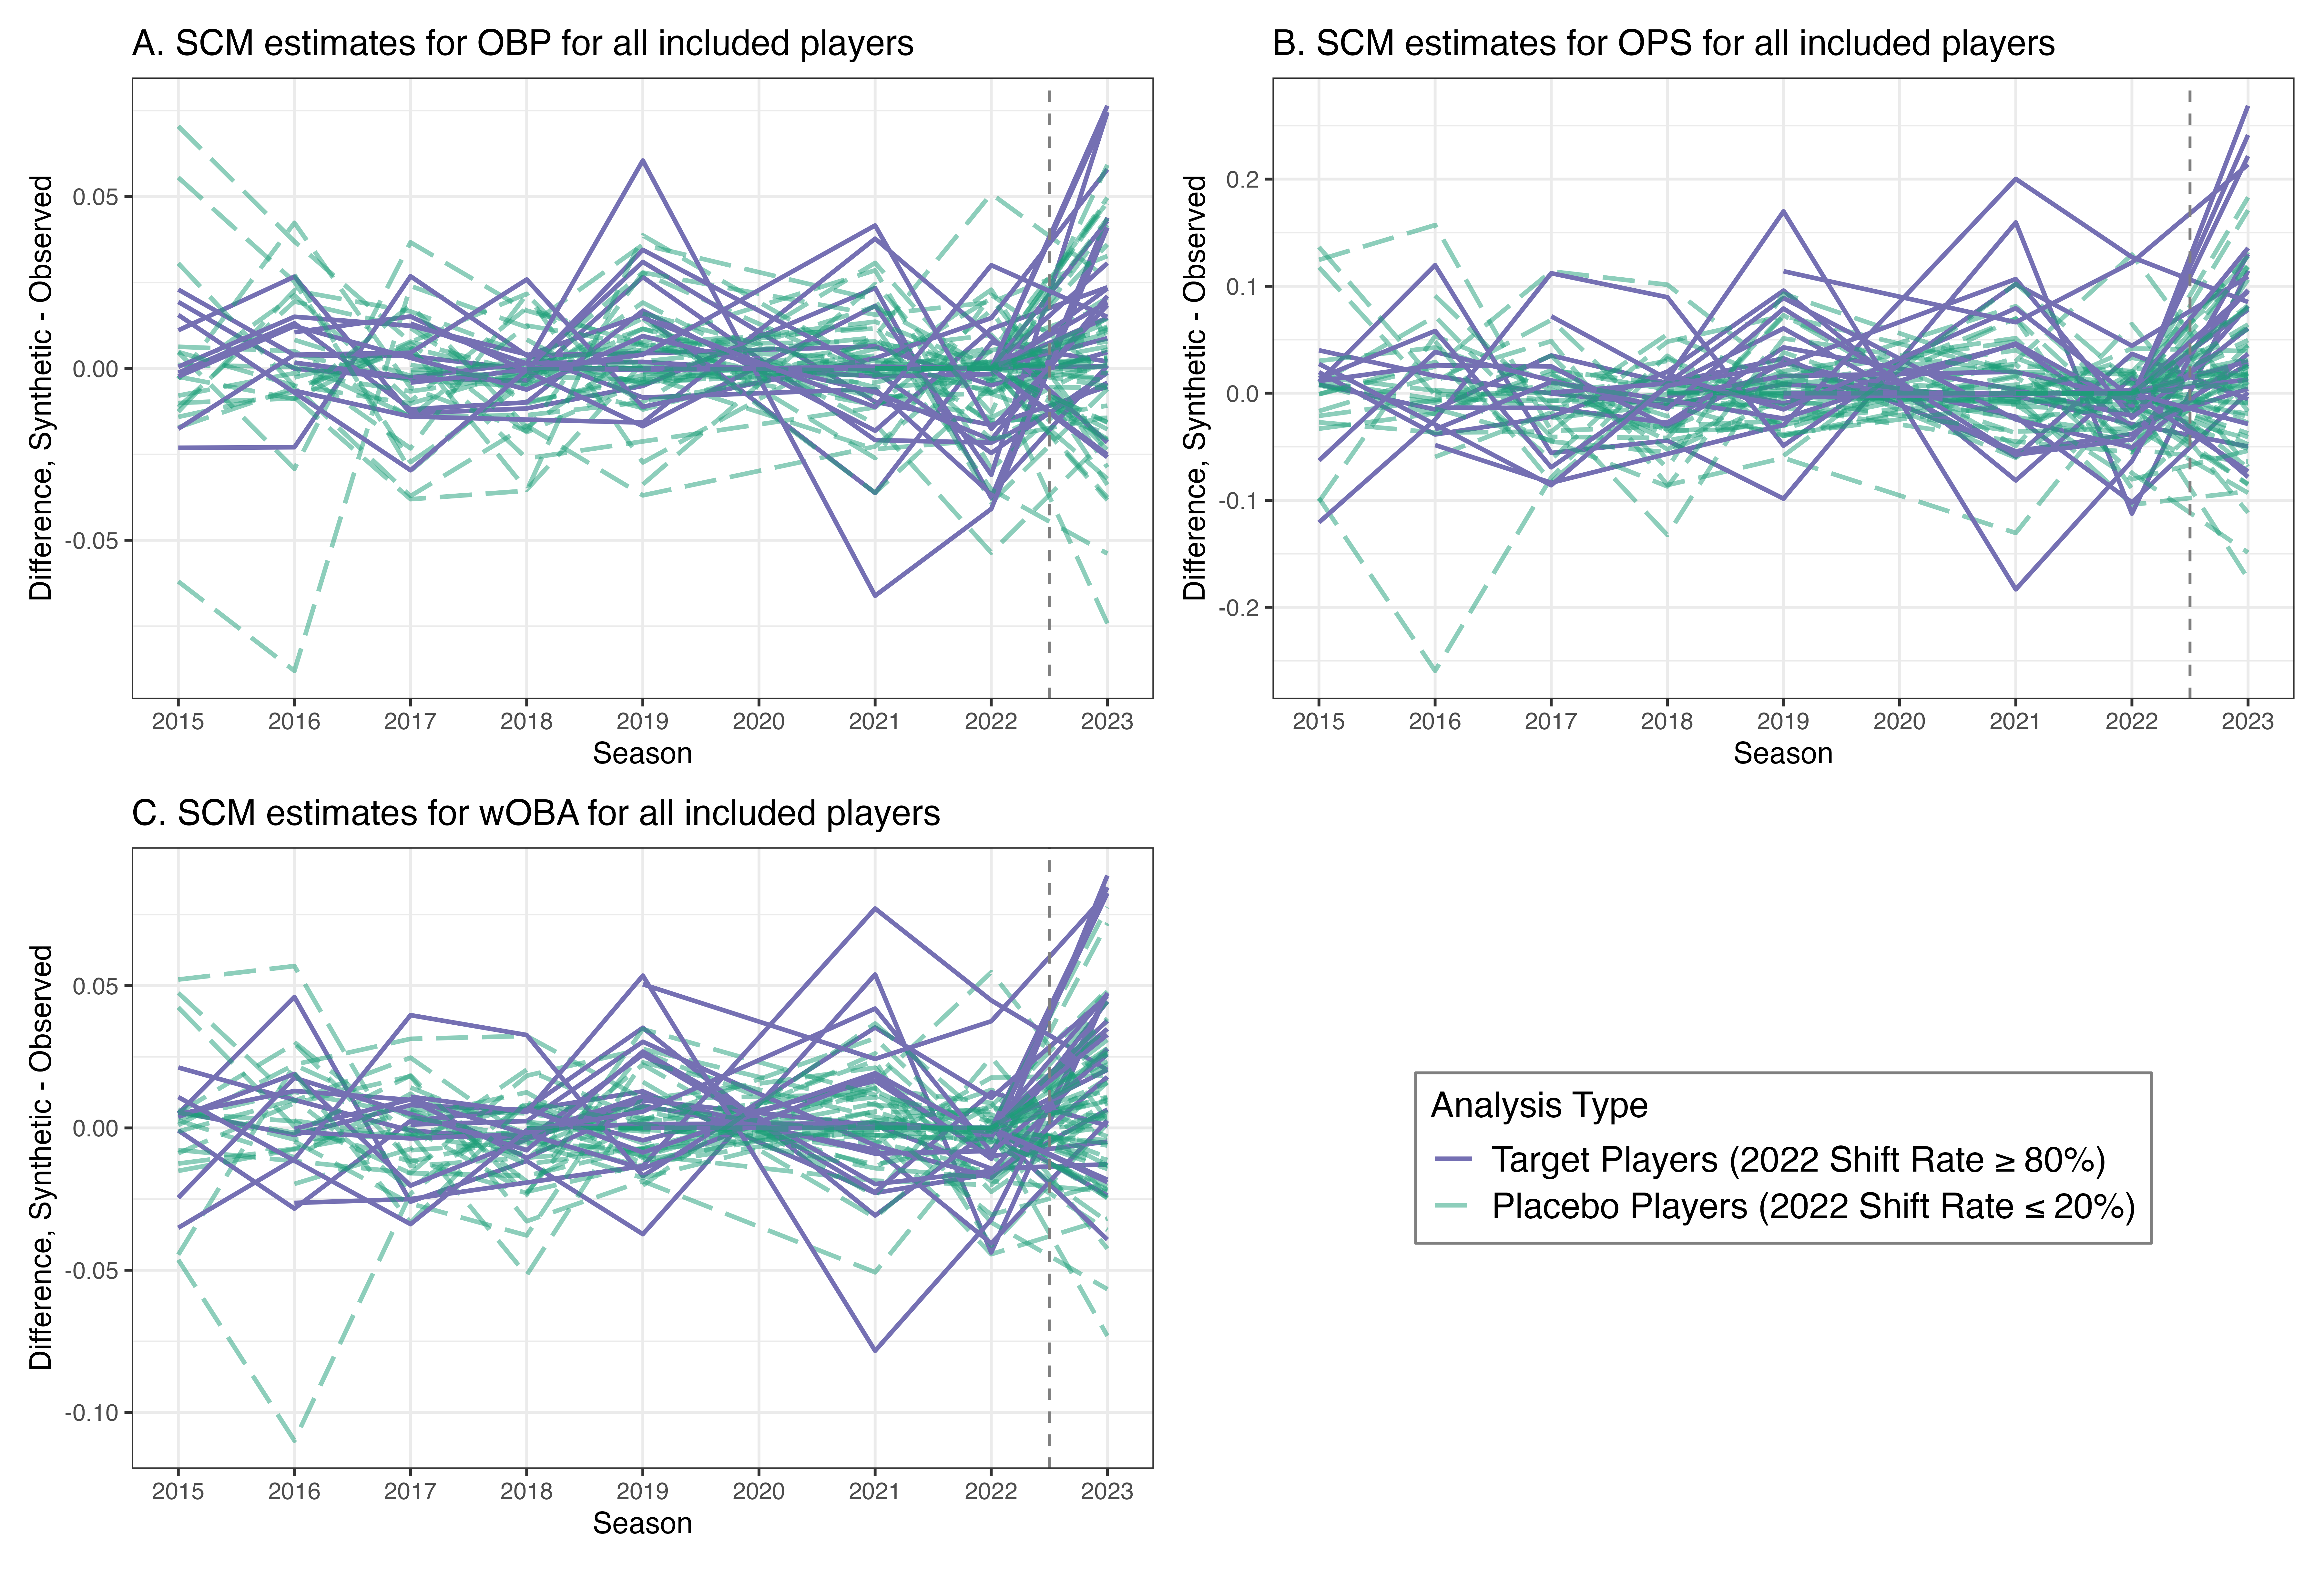 A. SCM estimates for OBP for all included players
Difference, Synthetic - Observed
0.05
0.00
-0.05
2015 2016 2017 2018 2019 2020 2021 2022 2023
Season
B. SCM estimates for OPS for all included players
Difference, Synthetic - Observed
0.2
0.1
0.0
-0.1
-0.2
2015 2016 2017 2018 2019 2020 2021 2022 2023
Season
C. SCM estimates for wOBA for all included players
Difference, Synthetic - Observed
0.05
0.00
-0.05
-0.10
2015 2016 2017 2018 2019 2020 2021 2022 2023
Season
Analysis Type
Target Players (2022 Shift Rate ≥ 80%)
Placebo Players (2022 Shift Rate ≤ 20%)